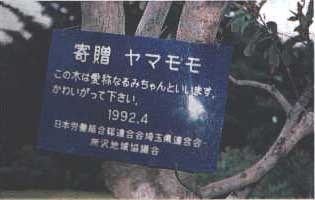 寄贈 ヤマモモ
この木は愛称なるみちゃんといいます。
かわいがって下さい。
1992.4
日本労働組合総連合会埼玉県連合会
所沢地域協議会